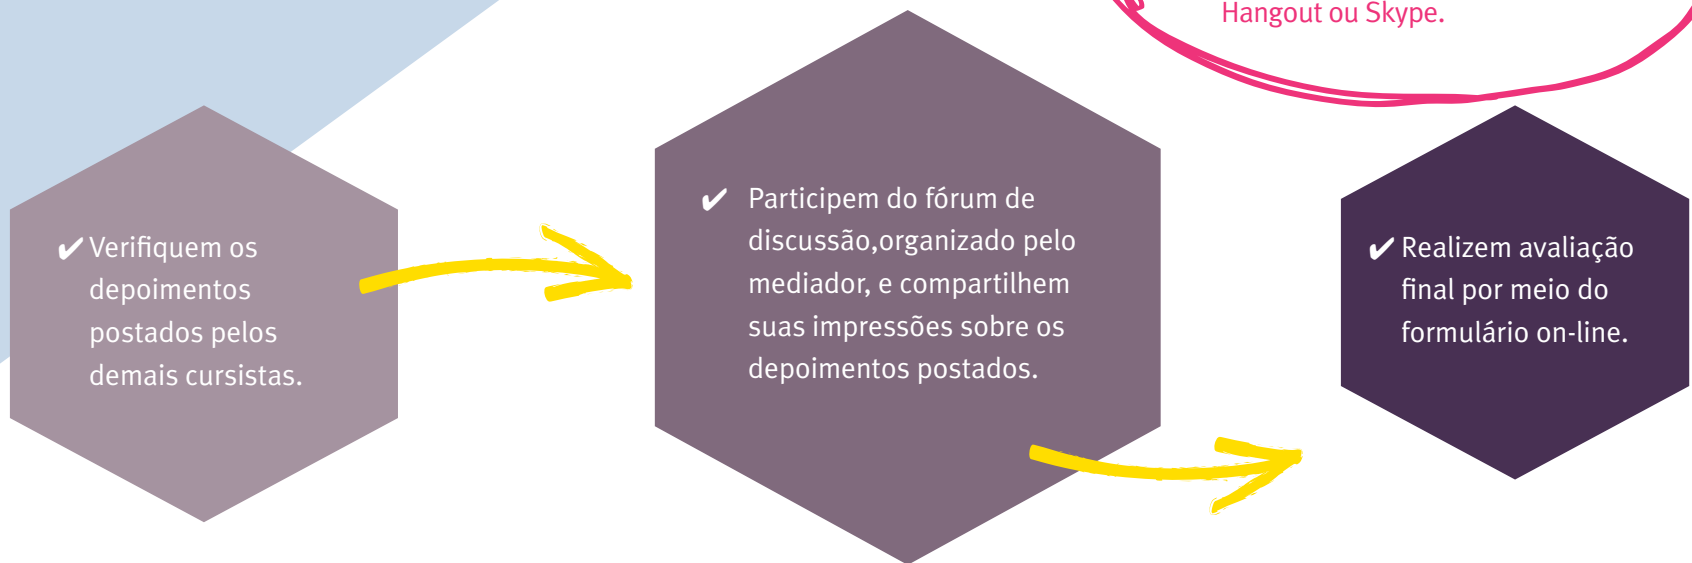 Hangout ou Skype.
✔ Verifiquem os
depoimentos
postados pelos
demais cursistas.
✔ Participem do fórum de
discussão,organizado pelo
mediador, e compartilhem
suas impressões sobre os
depoimentos postados.
✔ Realizem avaliação
final por meio do
formulário on-line.